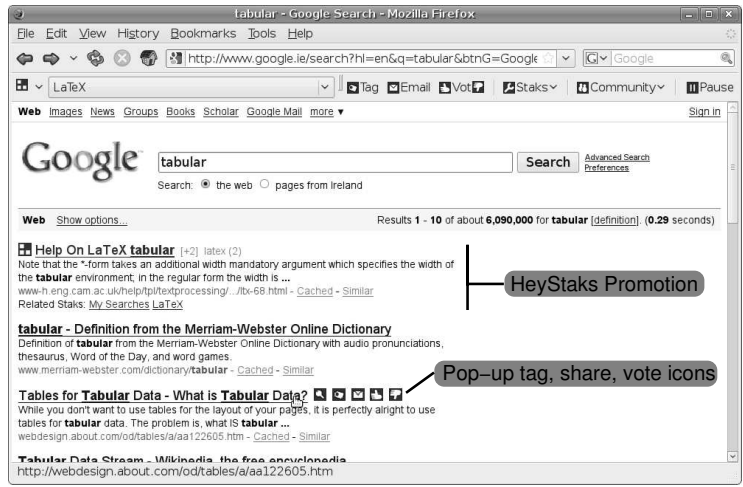 tabular - Google Search - Mozilla Firefox
File Edit View History Bookmarks Tools Help
http://www.google.ie/search?hl=en&q=tabular&btnG=Google Google
LaTeX Tag Email Vot Staks Community Pause
Web Images News Groups Books Scholar Google Mail more ▼ Sign in
Google tabular Search Advanced Search
Preferences
Search: the web pages from Ireland
Web Show options... Results 1 - 10 of about 6,090,000 for tabular [definition]. (0.29 seconds)
Help On LaTeX tabular [+2] latex (2)
Note that the *-form takes an additional width mandatory argument which specifies the width of
the tabular environment; in the regular form the width is ...
www-h.eng.cam.ac.uk/help/tpl/textprocessing/.../ltx-68.html - Cached - Similar
Related Staks: My Searches LaTeX
HeyStaks Promotion
tabular - Definition from the Merriam-Webster Online Dictionary
Definition of tabular from the Merriam-Webster Online Dictionary with audio pronunciations,
thesaurus, Word of the Day, and word games.
www.merriam-webster.com/dictionary/tabular - Cached - Similar
Pop-up tag, share, vote icons
Tables for Tabular Data - What is Tabular Data?
While you don't want to use tables for the layout of your pages, it is perfectly alright to use
tables for tabular data. The problem is, what IS tabular ...
webdesign.about.com/od/tables/a/aa122605.htm - Cached - Similar
Tabular Data Stream - Wikipedia, the free encyclopedia
http://webdesign.about.com/od/tables/a/aa122605.htm